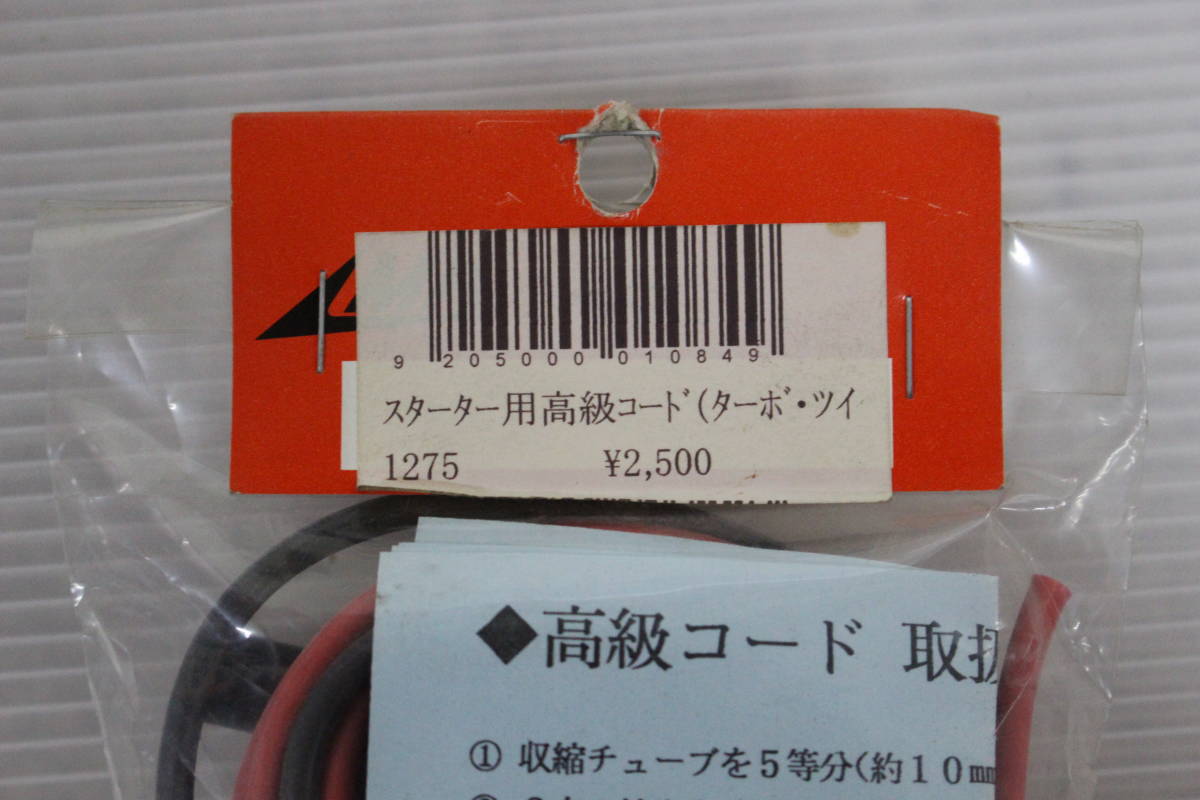 9 205000 010849
スターター用高級コード(ターボ・ツイ
1275 ¥2,500
◆高級コード 取扱
① 収縮チューブを5等分(約10mm